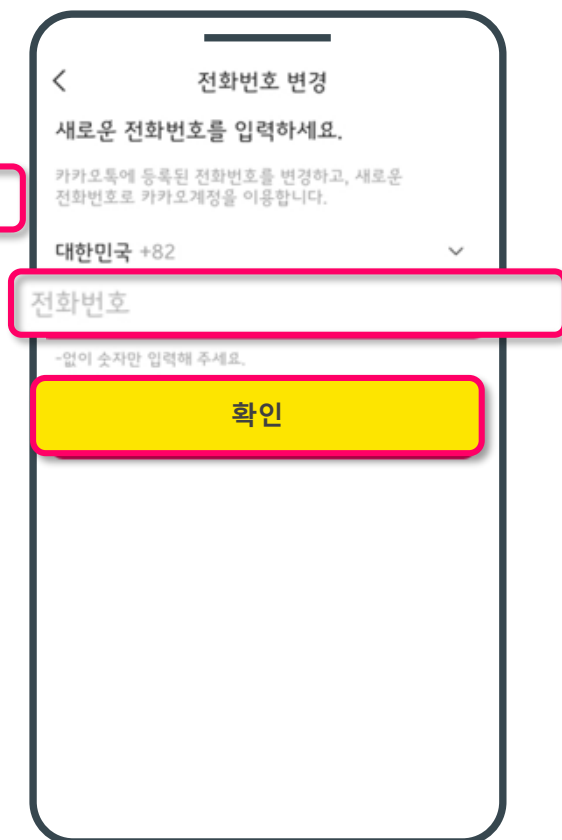 전화번호 변경
새로운 전화번호를 입력하세요.
카카오톡에 등록된 전화번호를 변경하고, 새로운
전화번호로 카카오계정을 이용합니다.
대한민국 +82
전화번호
-없이 숫자만 입력해 주세요.
확인